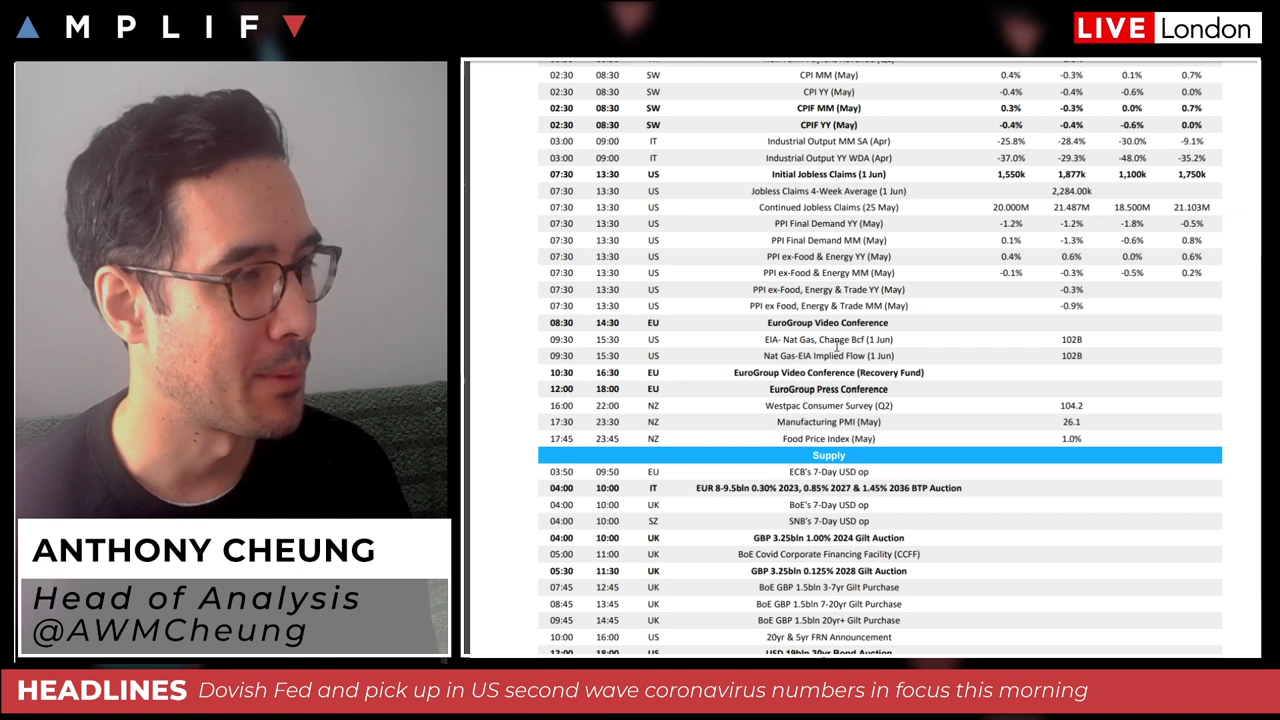 AMPLIFY
LIVE London
02:30 08:30 SW CPI MM (May) 0.4% -0.3% 0.1% 0.7%
02:30 08:30 SW CPI YY (May) -0.4% -0.4% -0.6% 0.0%
02:30 08:30 SW CPIF MM (May) 0.3% -0.3% 0.0% 0.7%
02:30 08:30 SW CPIF YY (May) -0.4% -0.4% -0.6% 0.0%
03:00 09:00 IT Industrial Output MM SA (Apr) -25.8% -28.4% -30.0% -9.1%
03:00 09:00 IT Industrial Output YY WDA (Apr) -37.0% -29.3% -48.0% -35.2%
07:30 13:30 US Initial Jobless Claims (1 Jun) 1,550k 1,877k 1,100k 1,750k
07:30 13:30 US Jobless Claims 4-Week Average (1 Jun) 2,284.00k
07:30 13:30 US Continued Jobless Claims (25 May) 20.000M 21.487M 18.500M 21.103M
07:30 13:30 US PPI Final Demand YY (May) -1.2% -1.2% -1.8% -0.5%
07:30 13:30 US PPI Final Demand MM (May) 0.1% -1.3% -0.6% 0.8%
07:30 13:30 US PPI ex-Food & Energy YY (May) 0.4% 0.6% 0.0% 0.6%
07:30 13:30 US PPI ex-Food & Energy MM (May) -0.1% -0.3% -0.5% 0.2%
07:30 13:30 US PPI ex-Food, Energy & Trade YY (May) -0.3%
07:30 13:30 US PPI ex Food, Energy & Trade MM (May) -0.9%
08:30 14:30 EU EuroGroup Video Conference
09:30 15:30 US EIA- Nat Gas, Change Bcf (1 Jun) 102B
09:30 15:30 US Nat Gas-EIA Implied Flow (1 Jun) 102B
10:30 16:30 EU EuroGroup Video Conference (Recovery Fund)
12:00 18:00 EU EuroGroup Press Conference
16:00 22:00 NZ Westpac Consumer Survey (Q2) 104.2
17:30 23:30 NZ Manufacturing PMI (May) 26.1
17:45 23:45 NZ Food Price Index (May) 1.0%
Supply
03:50 09:50 EU ECB's 7-Day USD op
04:00 10:00 IT EUR 8-9.5bln 0.30% 2023, 0.85% 2027 & 1.45% 2036 BTP Auction
04:00 10:00 UK BoE's 7-Day USD op
04:00 10:00 SZ SNB's 7-Day USD op
04:00 10:00 UK GBP 3.25bln 1.00% 2024 Gilt Auction
05:00 11:00 UK BoE Covid Corporate Financing Facility (CCFF)
05:30 11:30 UK GBP 3.25bln 0.125% 2028 Gilt Auction
07:45 12:45 UK BoE GBP 1.5bln 3-7yr Gilt Purchase
08:45 13:45 UK BoE GBP 1.5bln 7-20yr Gilt Purchase
09:45 14:45 UK BoE GBP 1.5bln 20yr+ Gilt Purchase
10:00 16:00 US 20yr & 5yr FRN Announcement
12:00 18:00 US USD 19bln 30yr Bond Auction
ANTHONY CHEUNG
Head of Analysis
@AWMCheung
HEADLINES Dovish Fed and pick up in US second wave coronavirus numbers in focus this morning